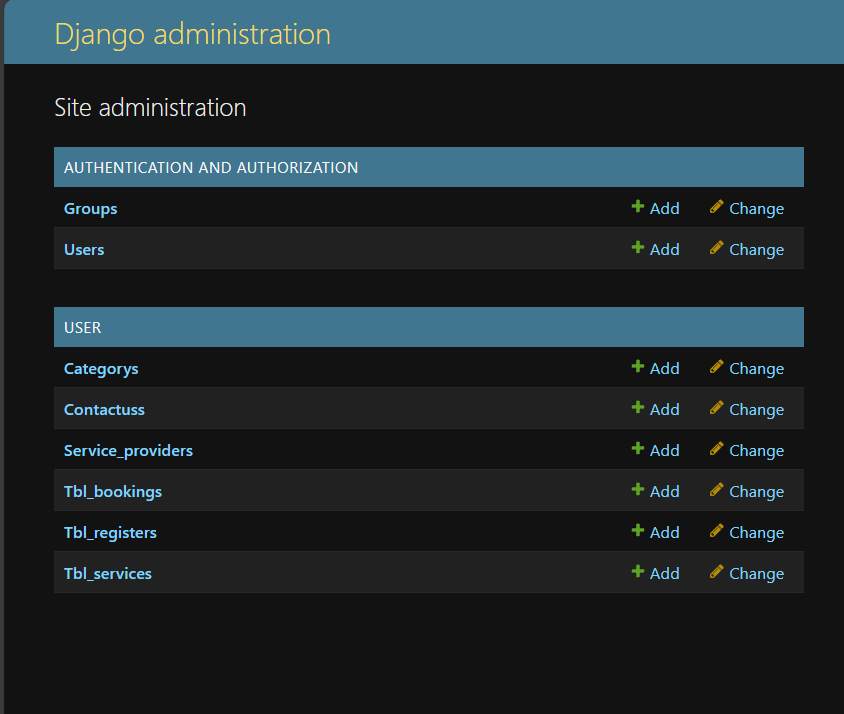 Django administration
Site administration
AUTHENTICATION AND AUTHORIZATION
Groups Add Change
Users Add Change
USER
Categorys Add Change
Contactuss Add Change
Service_providers Add Change
Tbl_bookings Add Change
Tbl_registers Add Change
Tbl_services Add Change